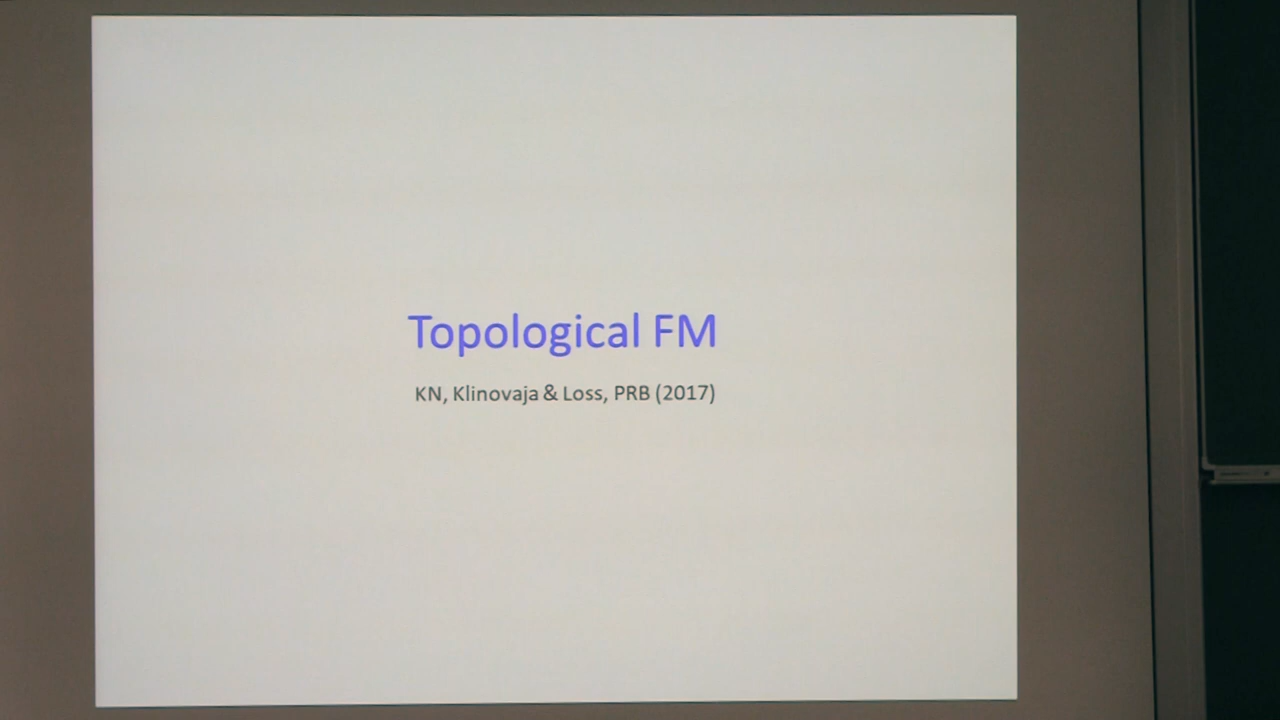 Topological FM
KN, Klinovaja & Loss, PRB (2017)